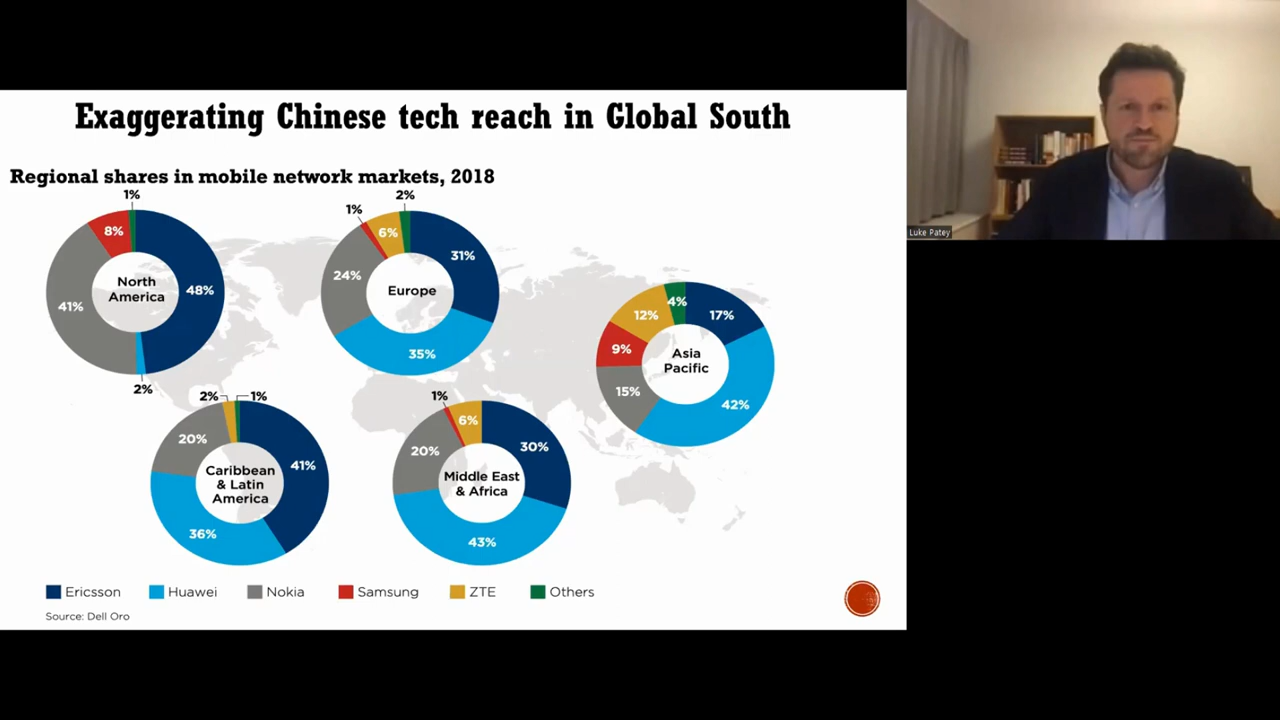 Exaggerating Chinese tech reach in Global South
Regional shares in mobile network markets, 2018
1%
8%
48%
41%
2%
North
America
2%
1%
6%
31%
24%
35%
Europe
4%
12%
17%
9%
15%
42%
Asia
Pacific
2%
1%
20%
41%
36%
Caribbean
& Latin
America
1%
6%
30%
20%
43%
Middle East
& Africa
Ericsson
Huawei
Nokia
Samsung
ZTE
Others
Source: Dell Oro
Luke Patey